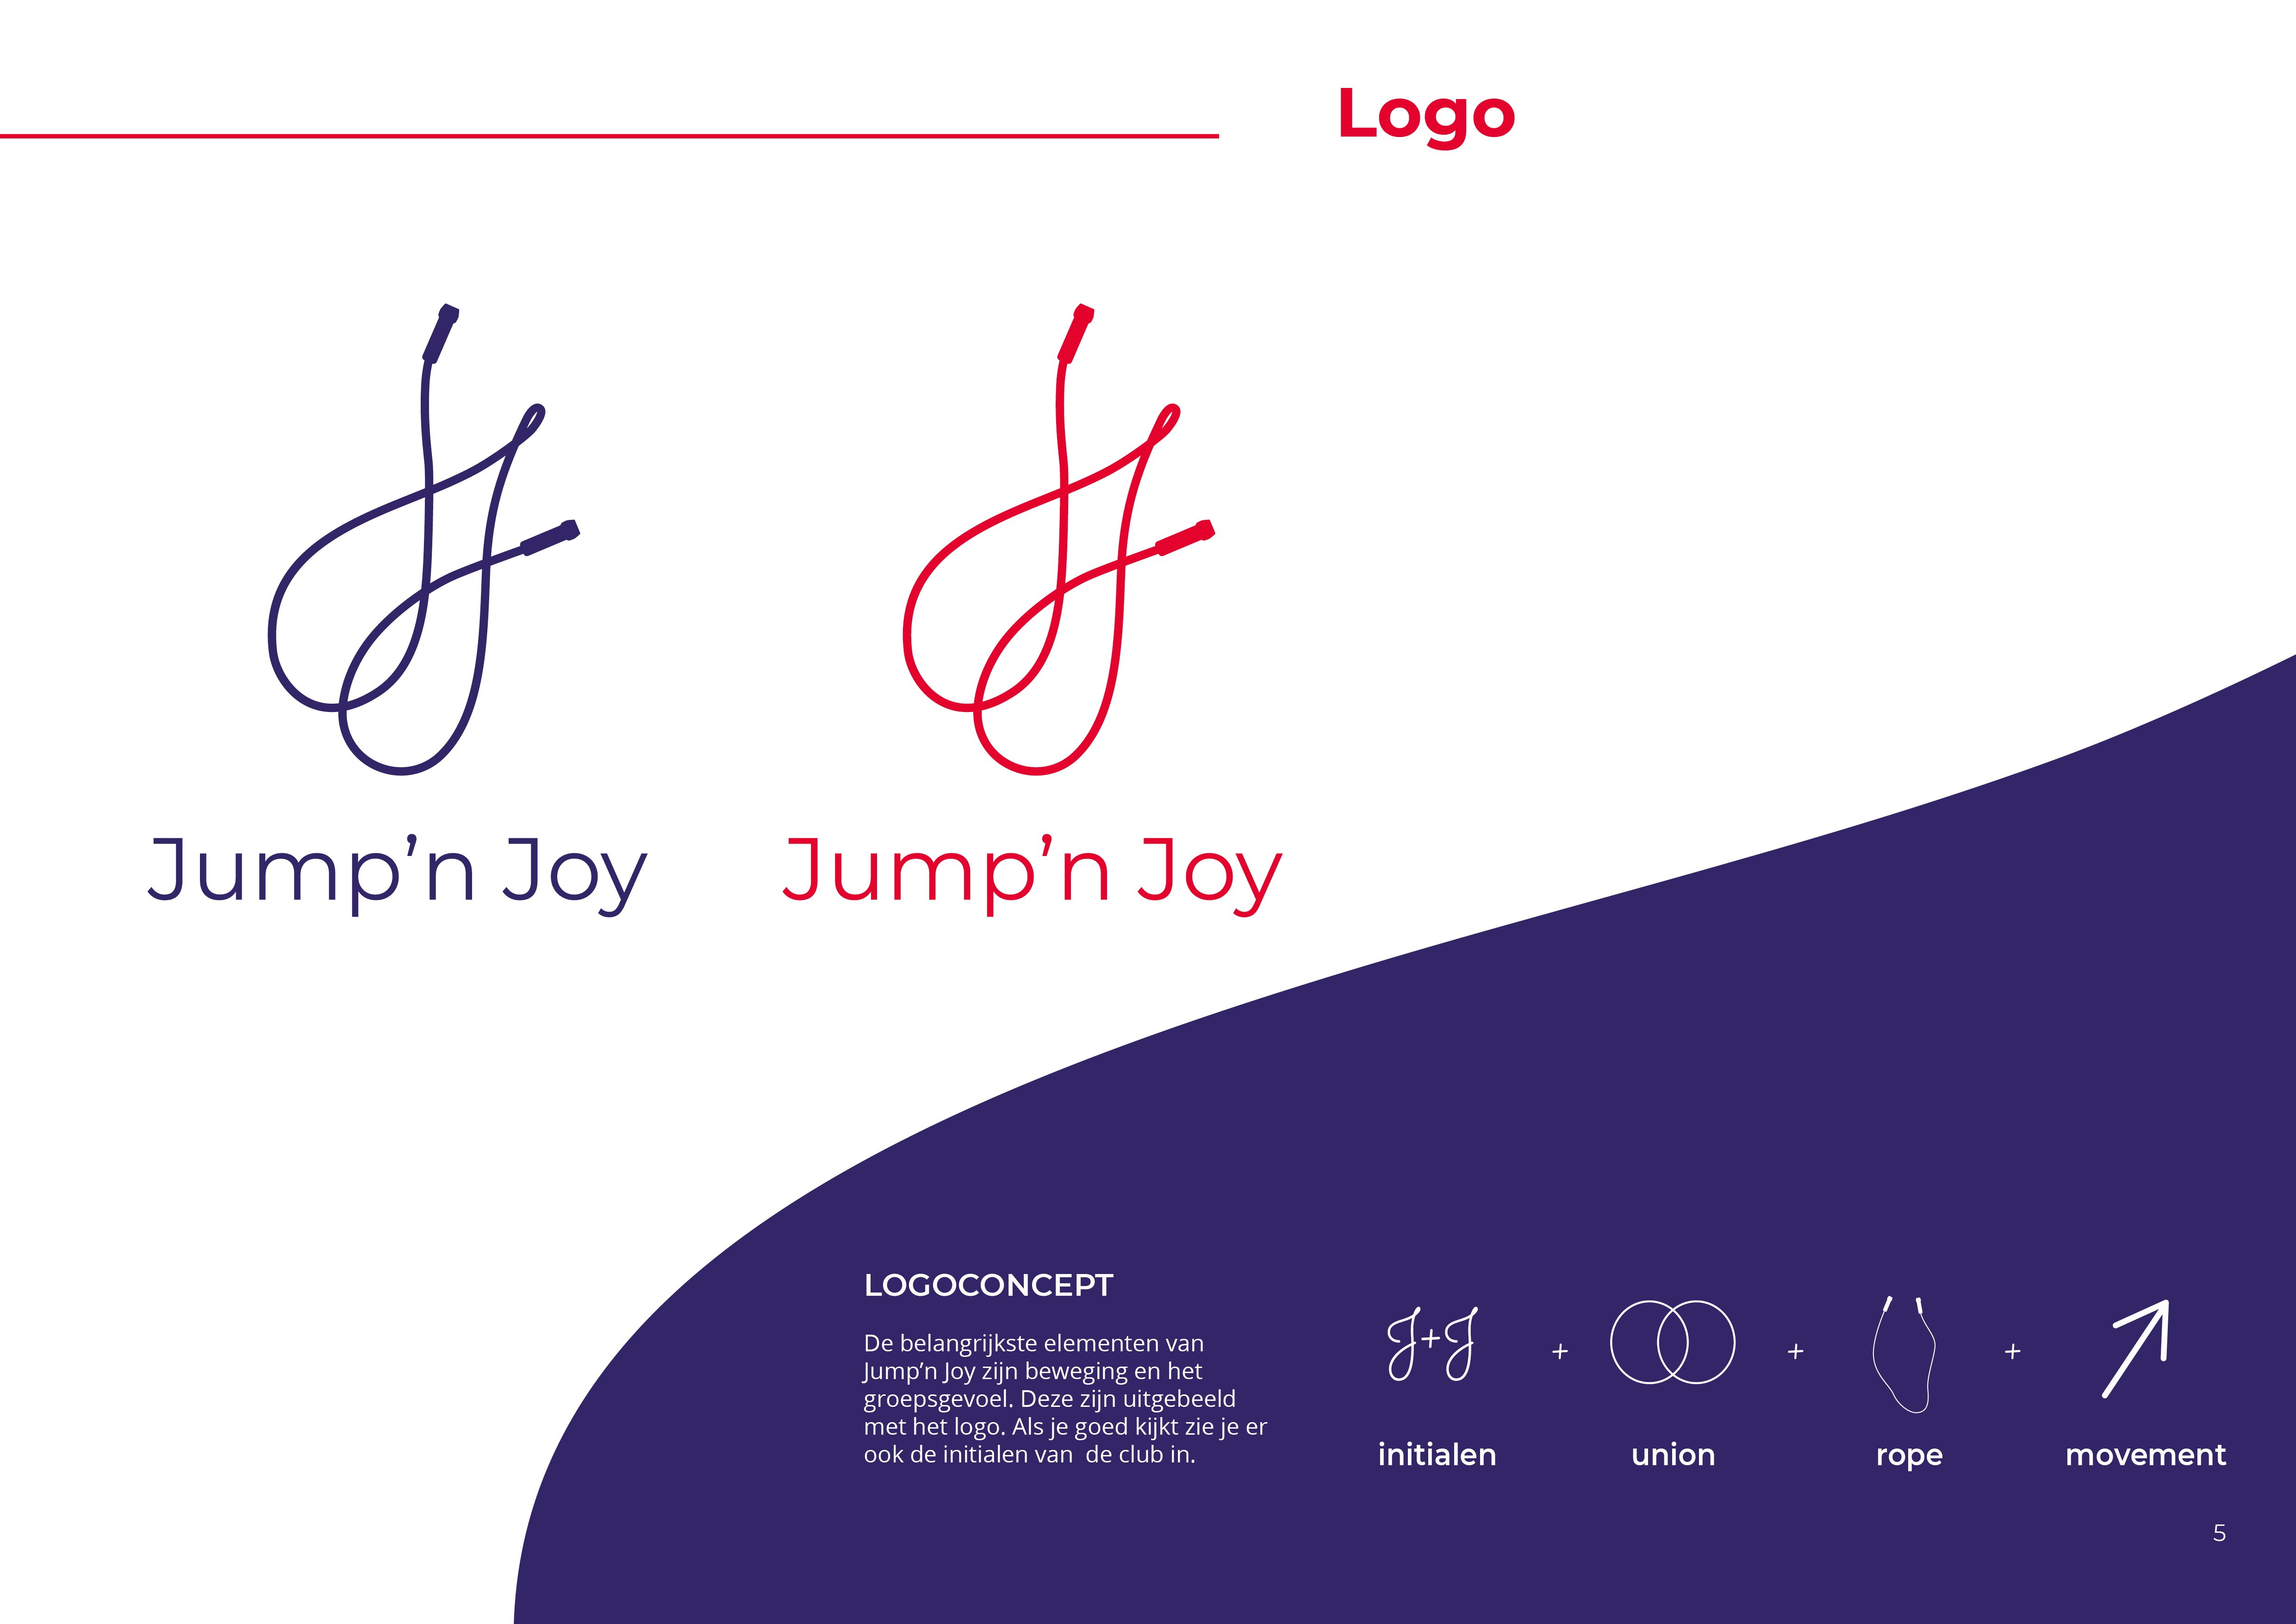 Logo
Jump’n Joy
Jump’n Joy
LOGOCONCEPT
De belangrijkste elementen van
Jump’n Joy zijn beweging en het
groepsgevoel. Deze zijn uitgebeeld
met het logo. Als je goed kijkt zie je er
ook de initialen van  de club in.
J+J + + +
initialen union rope movement
5